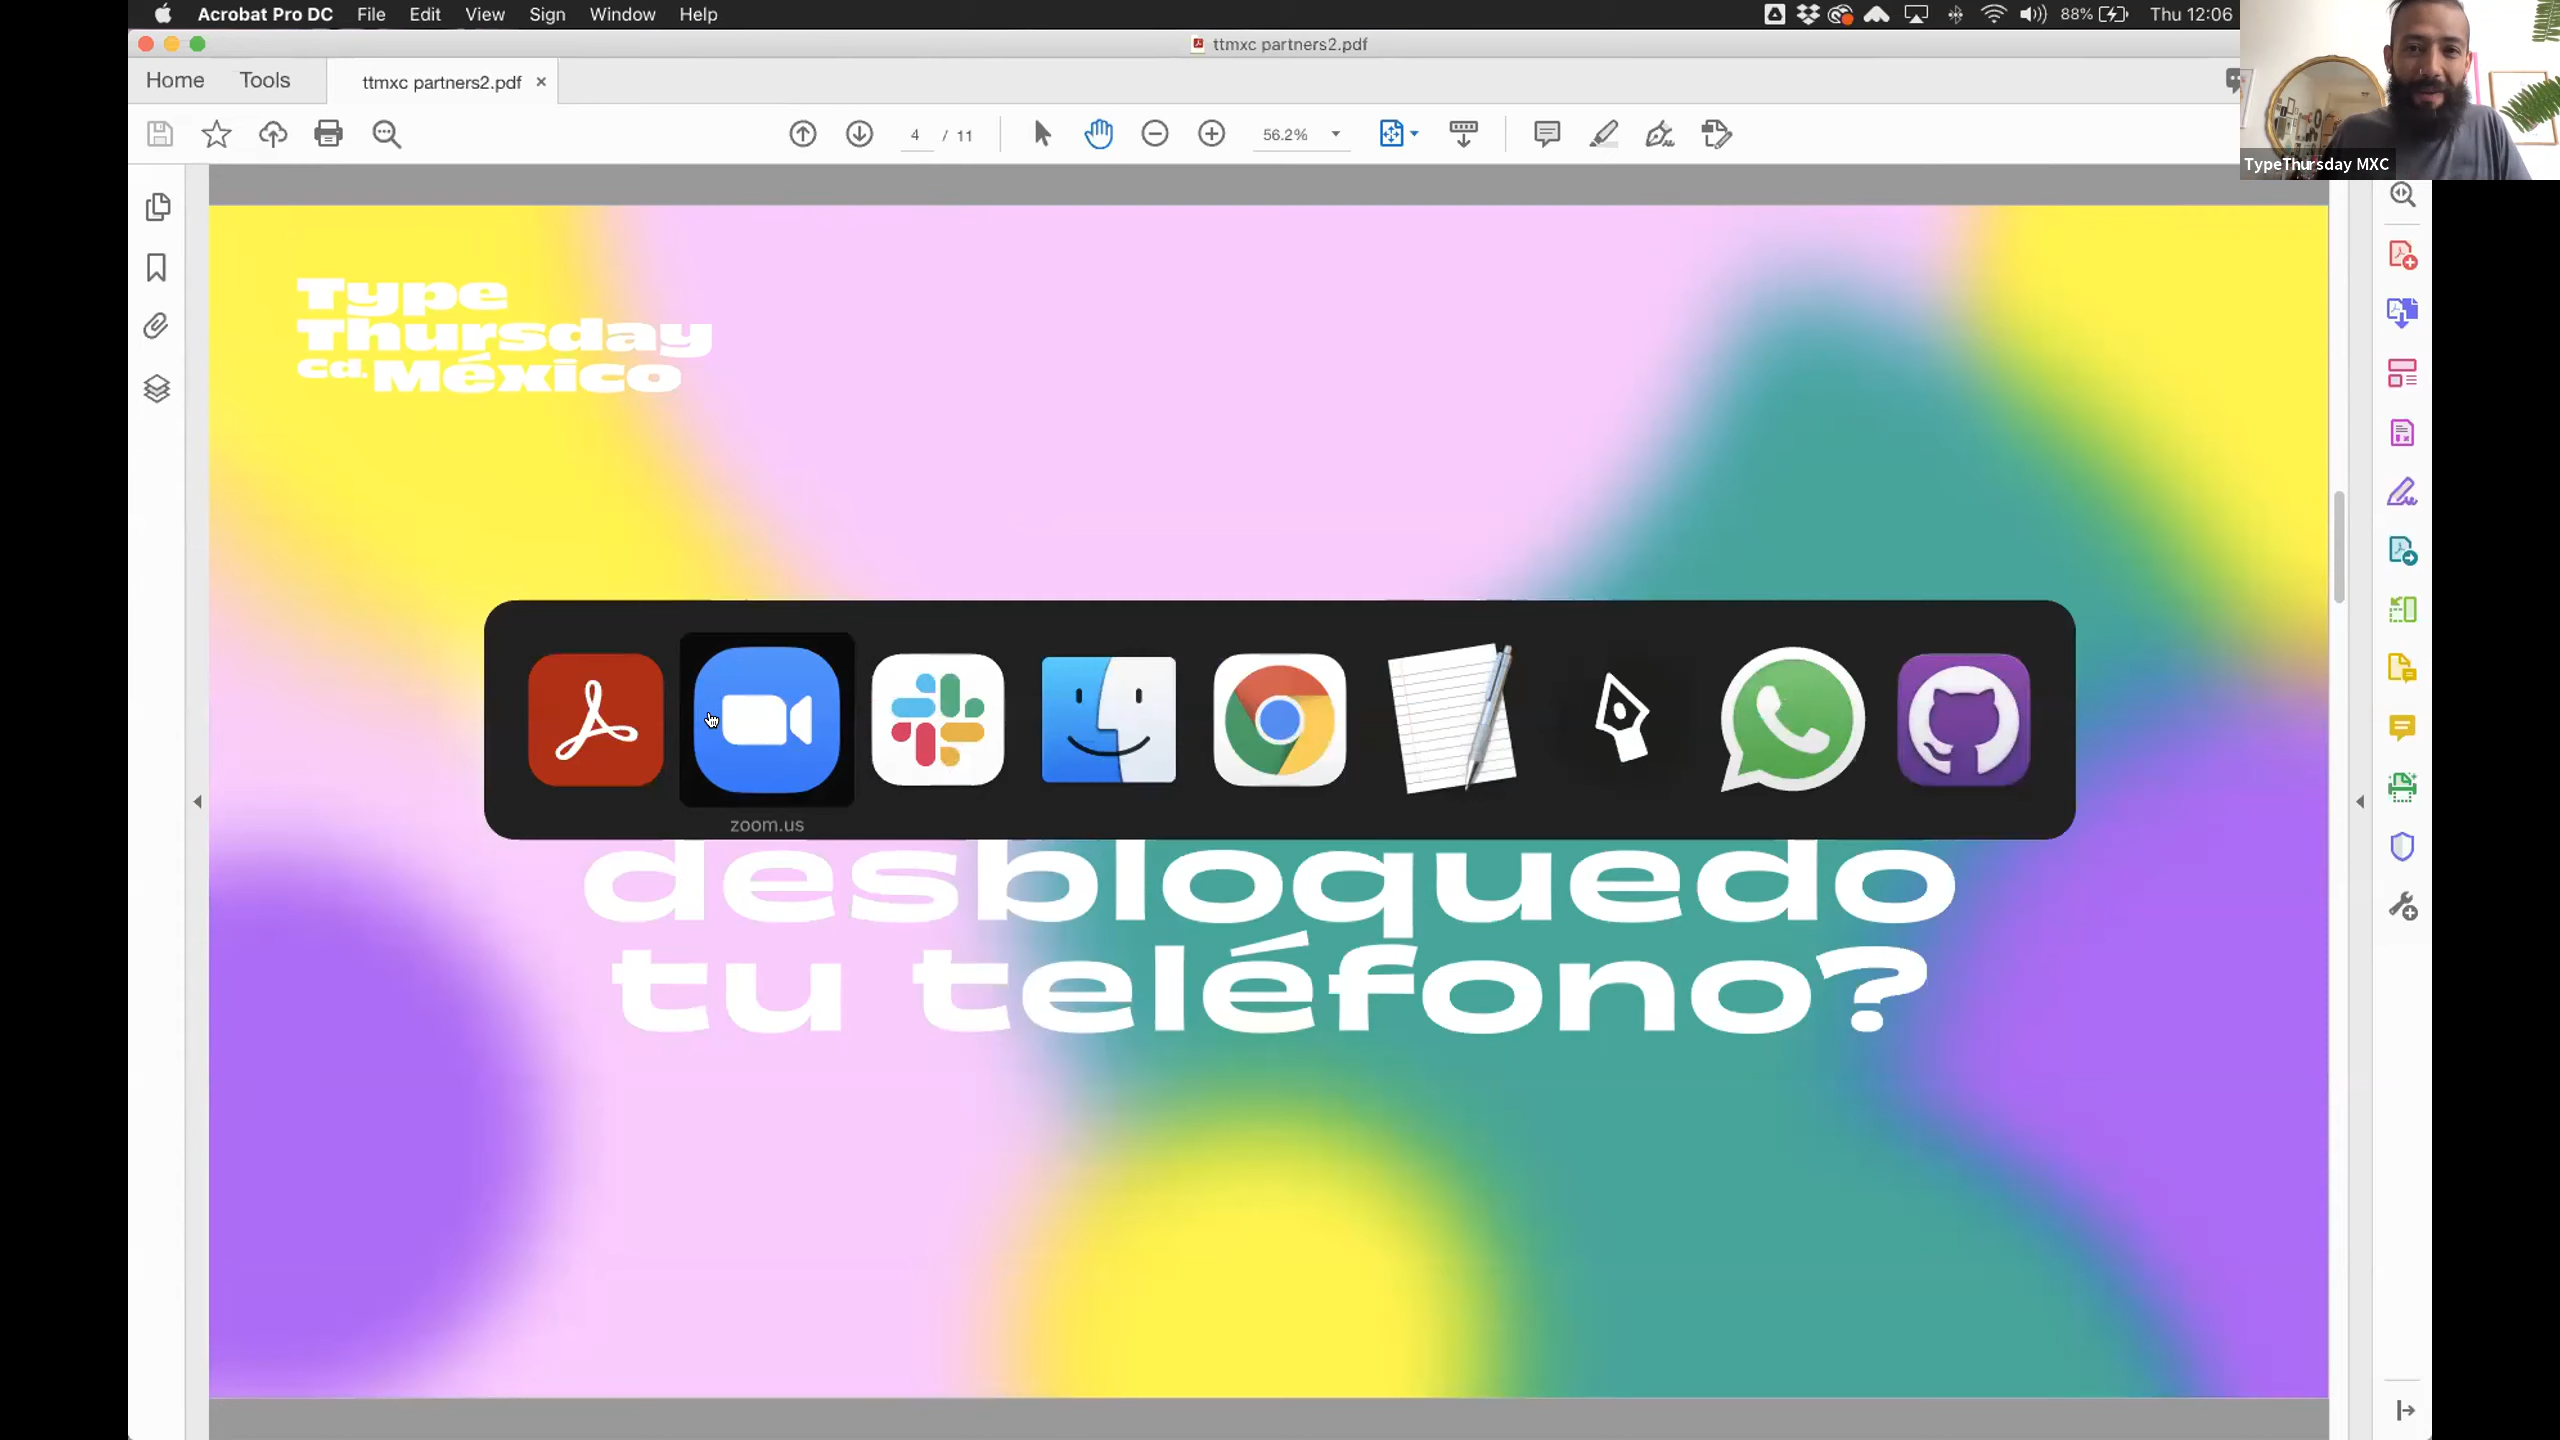 Acrobat Pro DC File Edit View Sign Window Help 88% Thu 12:06
ttmxc partners2.pdf
Home Tools ttmxc partners2.pdf ×
4 / 11 56.2%
TypeThursday MXC
Type
Thursday
cd. México
zoom.us
desbloquedo
tu teléfono?